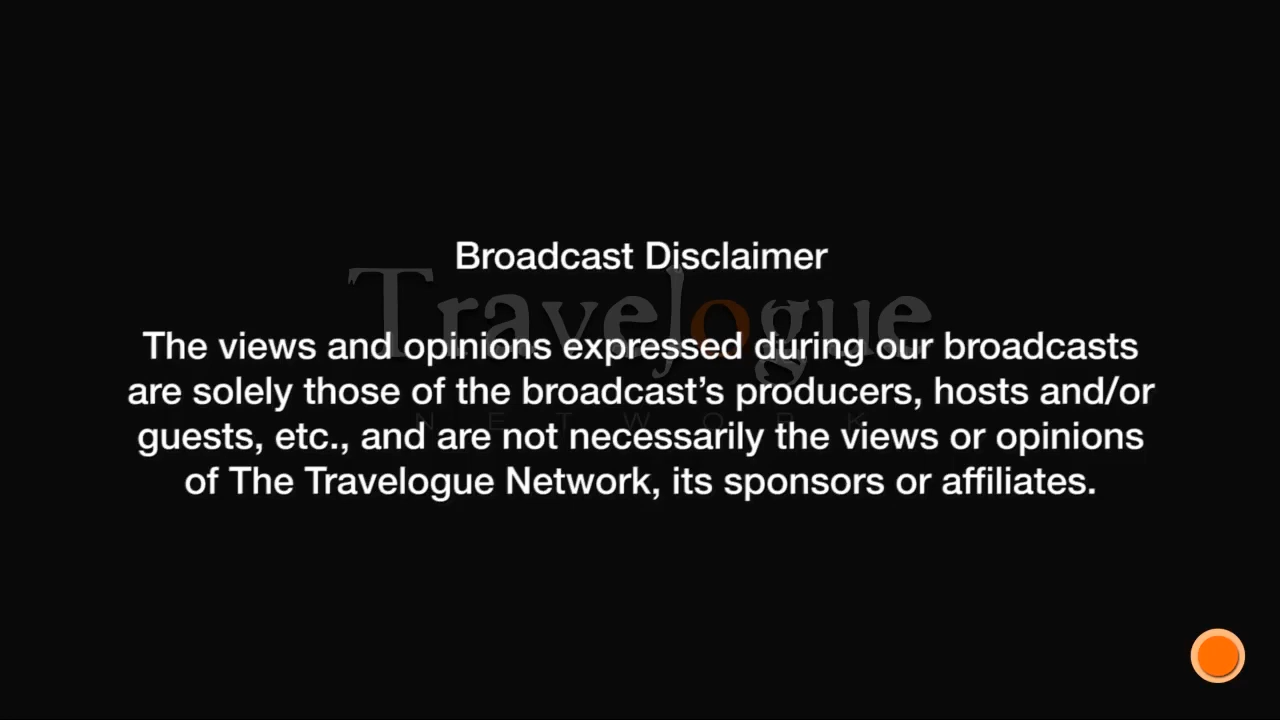 Broadcast Disclaimer
Travelogue
NETWORK
The views and opinions expressed during our broadcasts
are solely those of the broadcast’s producers, hosts and/or
guests, etc., and are not necessarily the views or opinions
of The Travelogue Network, its sponsors or affiliates.